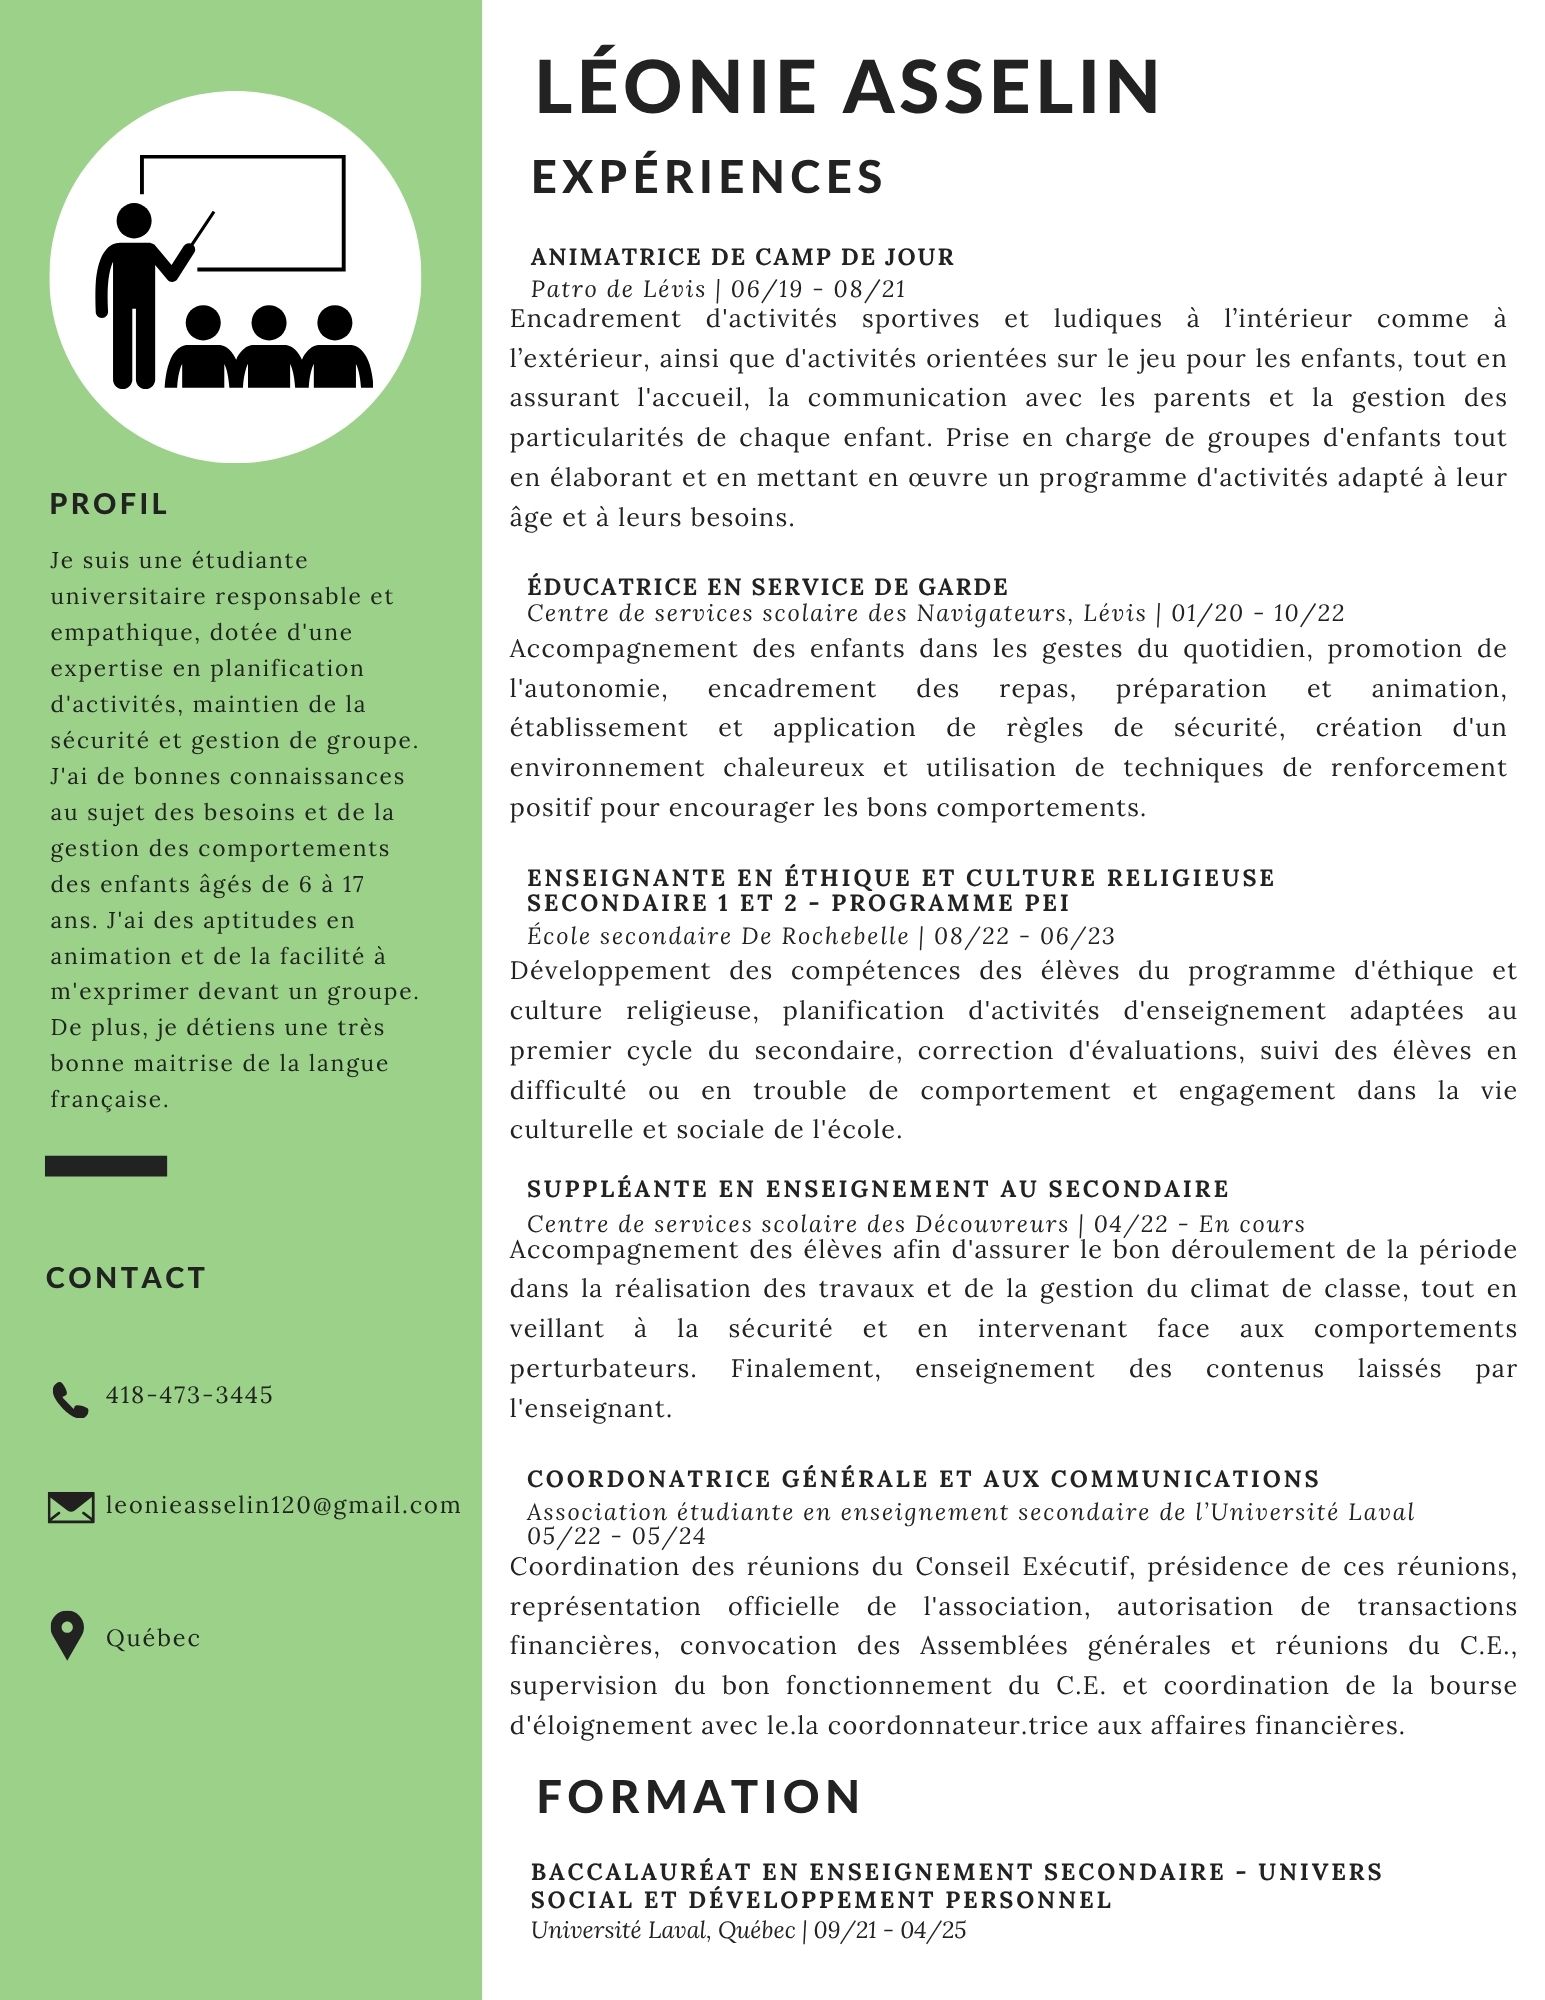 LÉONIE ASSELIN
EXPÉRIENCES
ANIMATRICE DE CAMP DE JOUR
Patro de Lévis | 06/19 - 08/21
Encadrement d'activités sportives et ludiques à l’intérieur comme à
l’extérieur, ainsi que d'activités orientées sur le jeu pour les enfants, tout en
assurant l'accueil, la communication avec les parents et la gestion des
particularités de chaque enfant. Prise en charge de groupes d'enfants tout
en élaborant et en mettant en œuvre un programme d'activités adapté à leur
âge et à leurs besoins.
ÉDUCATRICE EN SERVICE DE GARDE
Centre de services scolaire des Navigateurs, Lévis | 01/20 - 10/22
Accompagnement des enfants dans les gestes du quotidien, promotion de
l'autonomie, encadrement des repas, préparation et animation,
établissement et application de règles de sécurité, création d'un
environnement chaleureux et utilisation de techniques de renforcement
positif pour encourager les bons comportements.
ENSEIGNANTE EN ÉTHIQUE ET CULTURE RELIGIEUSE
SECONDAIRE 1 ET 2 - PROGRAMME PEI
École secondaire De Rochebelle | 08/22 - 06/23
Développement des compétences des élèves du programme d'éthique et
culture religieuse, planification d'activités d'enseignement adaptées au
premier cycle du secondaire, correction d'évaluations, suivi des élèves en
difficulté ou en trouble de comportement et engagement dans la vie
culturelle et sociale de l'école.
SUPPLÉANTE EN ENSEIGNEMENT AU SECONDAIRE
Centre de services scolaire des Découvreurs | 04/22 - En cours
Accompagnement des élèves afin d'assurer le bon déroulement de la période
dans la réalisation des travaux et de la gestion du climat de classe, tout en
veillant à la sécurité et en intervenant face aux comportements
perturbateurs. Finalement, enseignement des contenus laissés par
l'enseignant.
COORDONATRICE GÉNÉRALE ET AUX COMMUNICATIONS
Association étudiante en enseignement secondaire de l’Université Laval
05/22 - 05/24
Coordination des réunions du Conseil Exécutif, présidence de ces réunions,
représentation officielle de l'association, autorisation de transactions
financières, convocation des Assemblées générales et réunions du C.E.,
supervision du bon fonctionnement du C.E. et coordination de la bourse
d'éloignement avec le.la coordonnateur.trice aux affaires financières.
FORMATION
BACCALAURÉAT EN ENSEIGNEMENT SECONDAIRE - UNIVERS
SOCIAL ET DÉVELOPPEMENT PERSONNEL
Université Laval, Québec | 09/21 - 04/25
PROFIL
Je suis une étudiante
universitaire responsable et
empathique, dotée d'une
expertise en planification
d'activités, maintien de la
sécurité et gestion de groupe.
J'ai de bonnes connaissances
au sujet des besoins et de la
gestion des comportements
des enfants âgés de 6 à 17
ans. J'ai des aptitudes en
animation et de la facilité à
m'exprimer devant un groupe.
De plus, je détiens une très
bonne maitrise de la langue
française.
CONTACT
418-473-3445
leonieasselin120@gmail.com
Québec